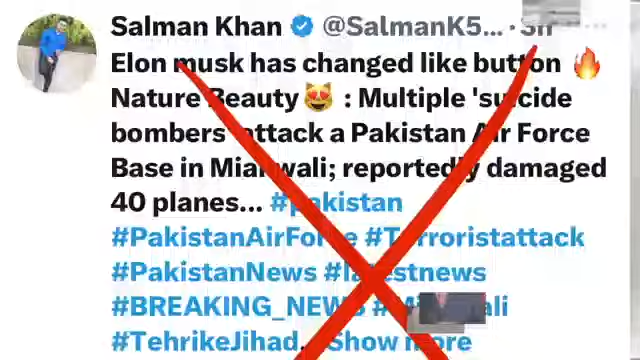 Salman Khan @SalmanK5... ·
Elon musk has changed like button 🔥
Nature Beauty😻 : Multiple 'suicide
bombers' attack a Pakistan Air Force
Base in Mianwali; reportedly damaged
40 planes... #pakistan
#PakistanAirForce #Terroristattack
#PakistanNews #latestnews
#BREAKING_NEWS
#TehrikeJihad... Show more